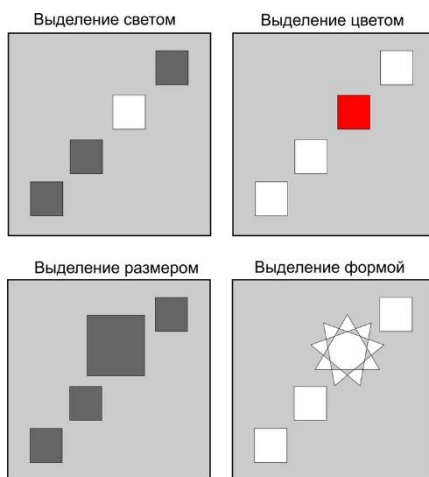 Выделение светом
Выделение цветом
Выделение размером
Выделение формой